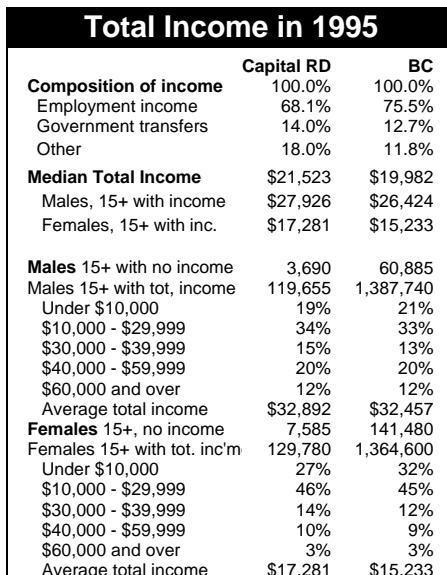 Total Income in 1995
Capital RD BC
Composition of income 100.0% 100.0%
Employment income 68.1% 75.5%
Government transfers 14.0% 12.7%
Other 18.0% 11.8%
Median Total Income $21,523 $19,982
Males, 15+ with income $27,926 $26,424
Females, 15+ with inc. $17,281 $15,233
Males 15+ with no income 3,690 60,885
Males 15+ with tot, income 119,655 1,387,740
Under $10,000 19% 21%
$10,000 - $29,999 34% 33%
$30,000 - $39,999 15% 13%
$40,000 - $59,999 20% 20%
$60,000 and over 12% 12%
Average total income $32,892 $32,457
Females 15+, no income 7,585 141,480
Females 15+ with tot. inc'm 129,780 1,364,600
Under $10,000 27% 32%
$10,000 - $29,999 46% 45%
$30,000 - $39,999 14% 12%
$40,000 - $59,999 10% 9%
$60,000 and over 3% 3%
Average total income $17,281 $15,233